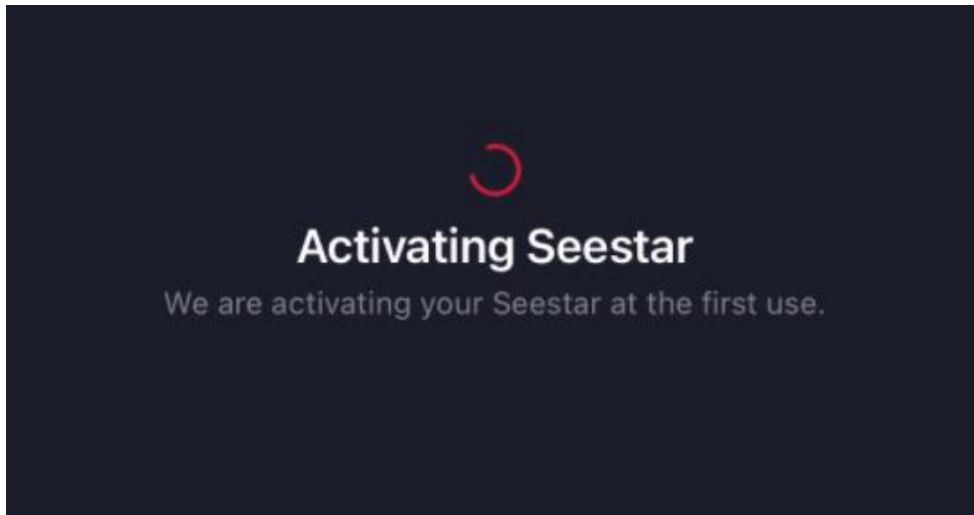 Activating Seestar
We are activating your Seestar at the first use.